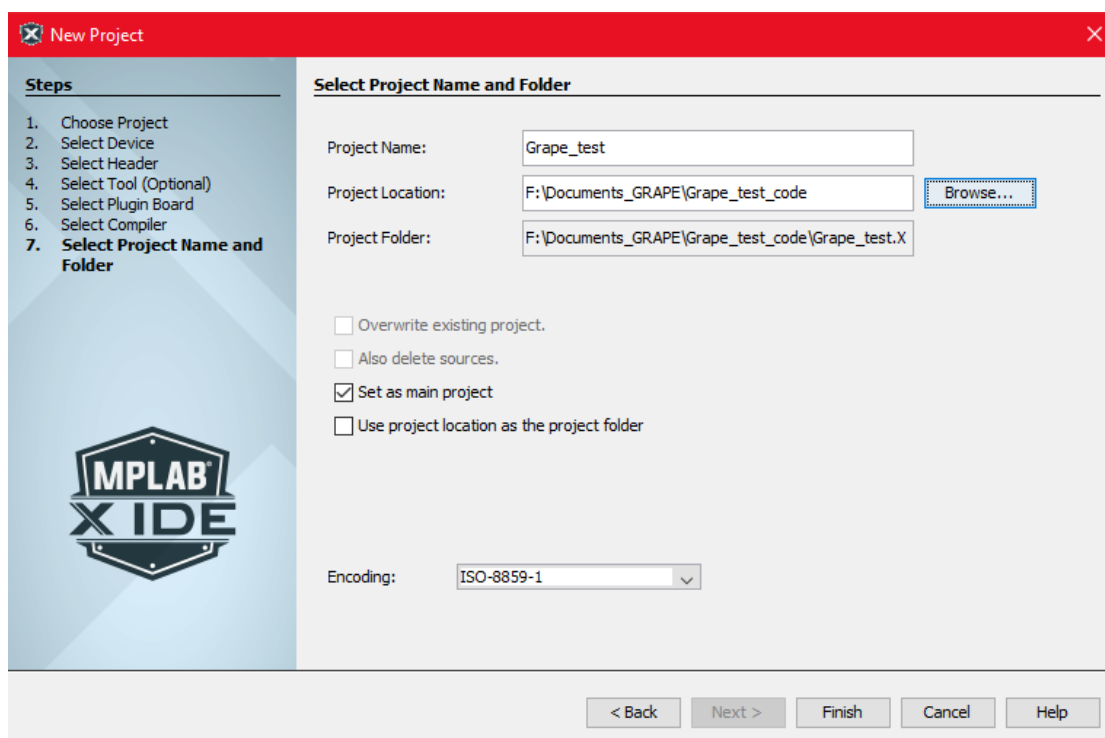 New Project
Steps
1. Choose Project
2. Select Device
3. Select Header
4. Select Tool (Optional)
5. Select Plugin Board
6. Select Compiler
7. Select Project Name and
Folder
MPLAB®
X IDE
Select Project Name and Folder
Project Name: Grape_test
Project Location: F:\Documents_GRAPE\Grape_test_code Browse...
Project Folder: F:\Documents_GRAPE\Grape_test_code\Grape_test.X
Overwrite existing project.
Also delete sources.
Set as main project
Use project location as the project folder
Encoding: ISO-8859-1
< Back Next > Finish Cancel Help